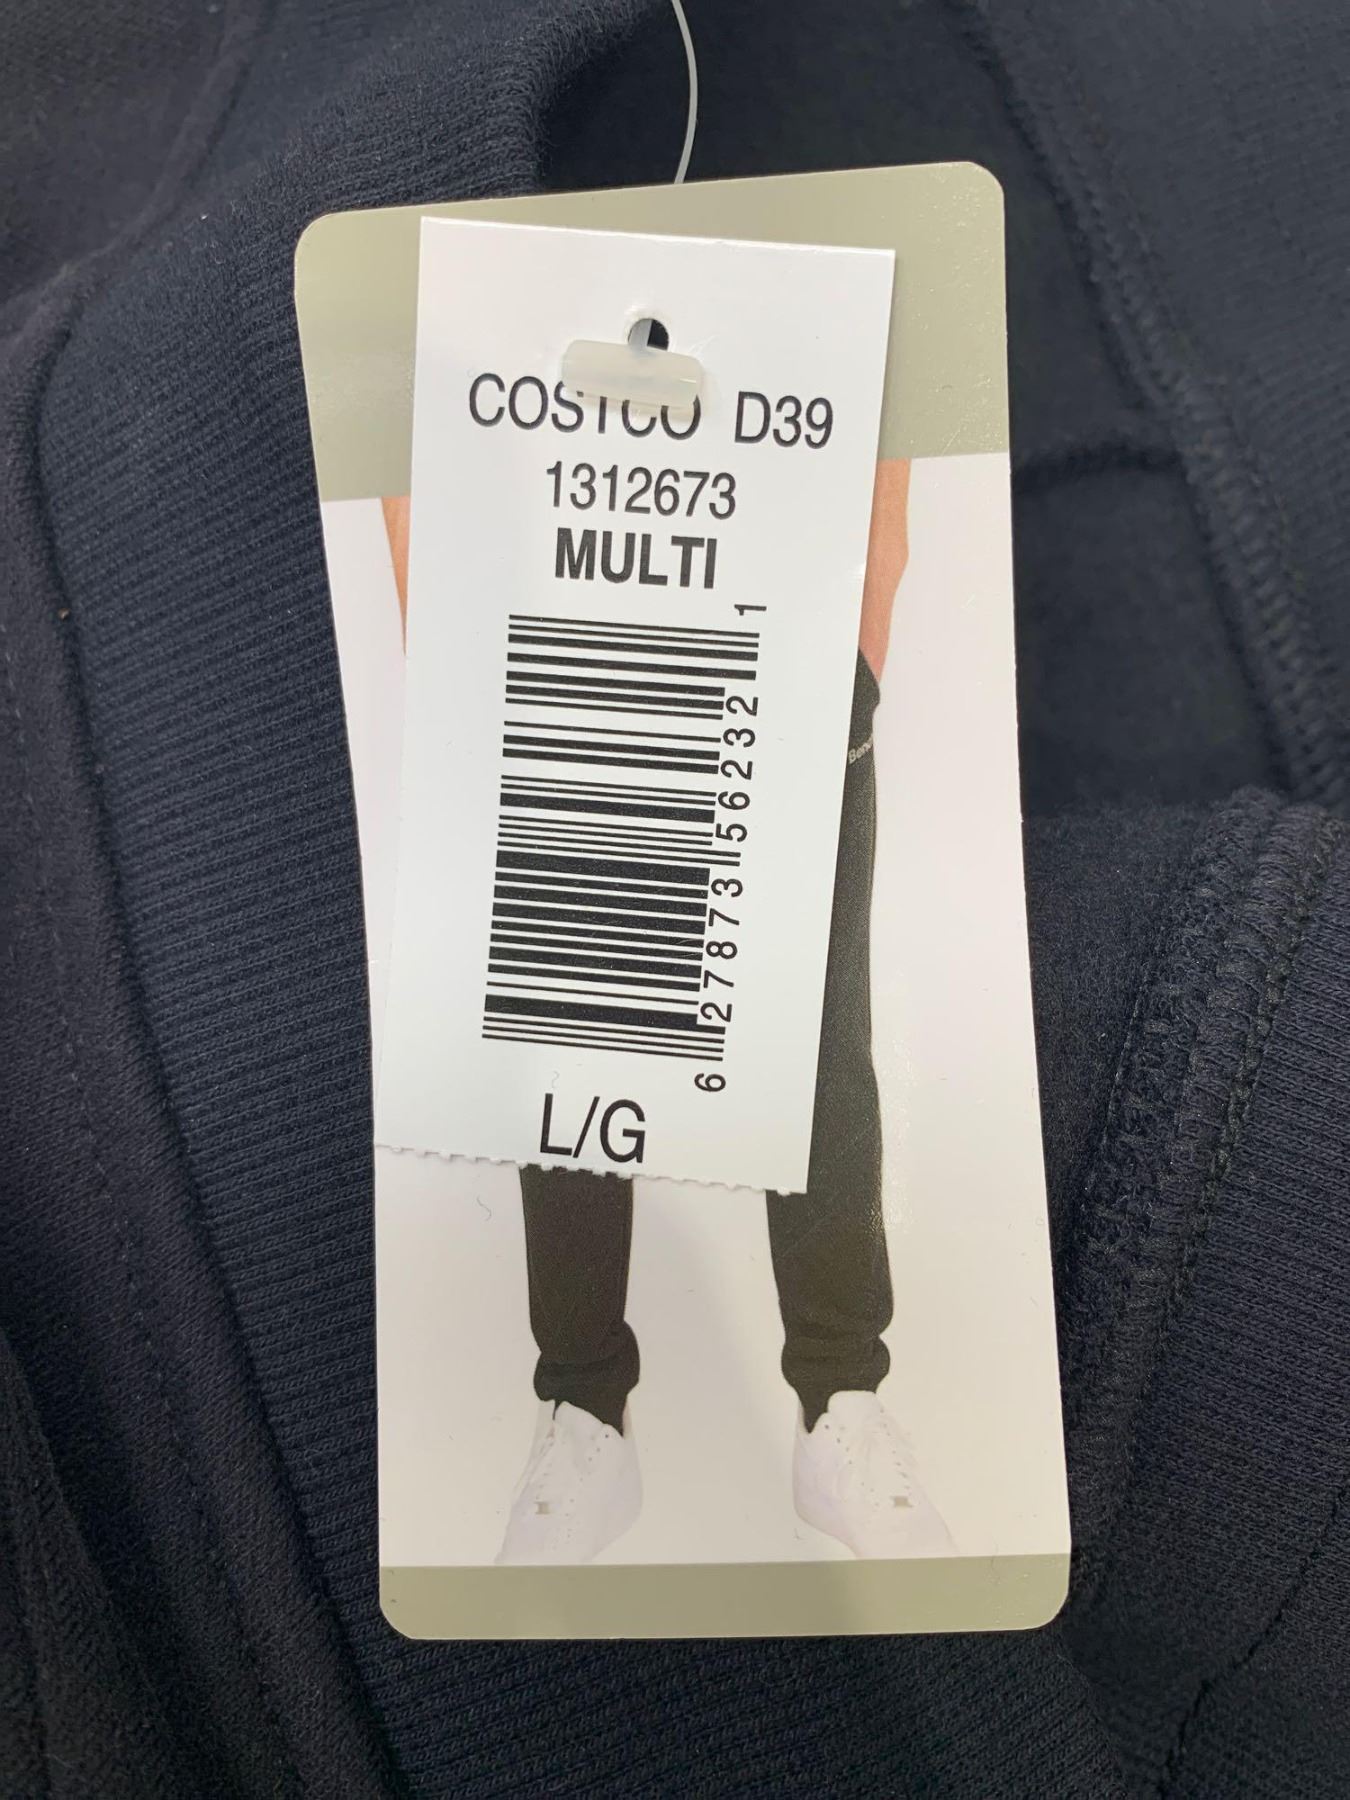 COSTCO D39
1312673
MULTI
6 27873 56232 1
L/G